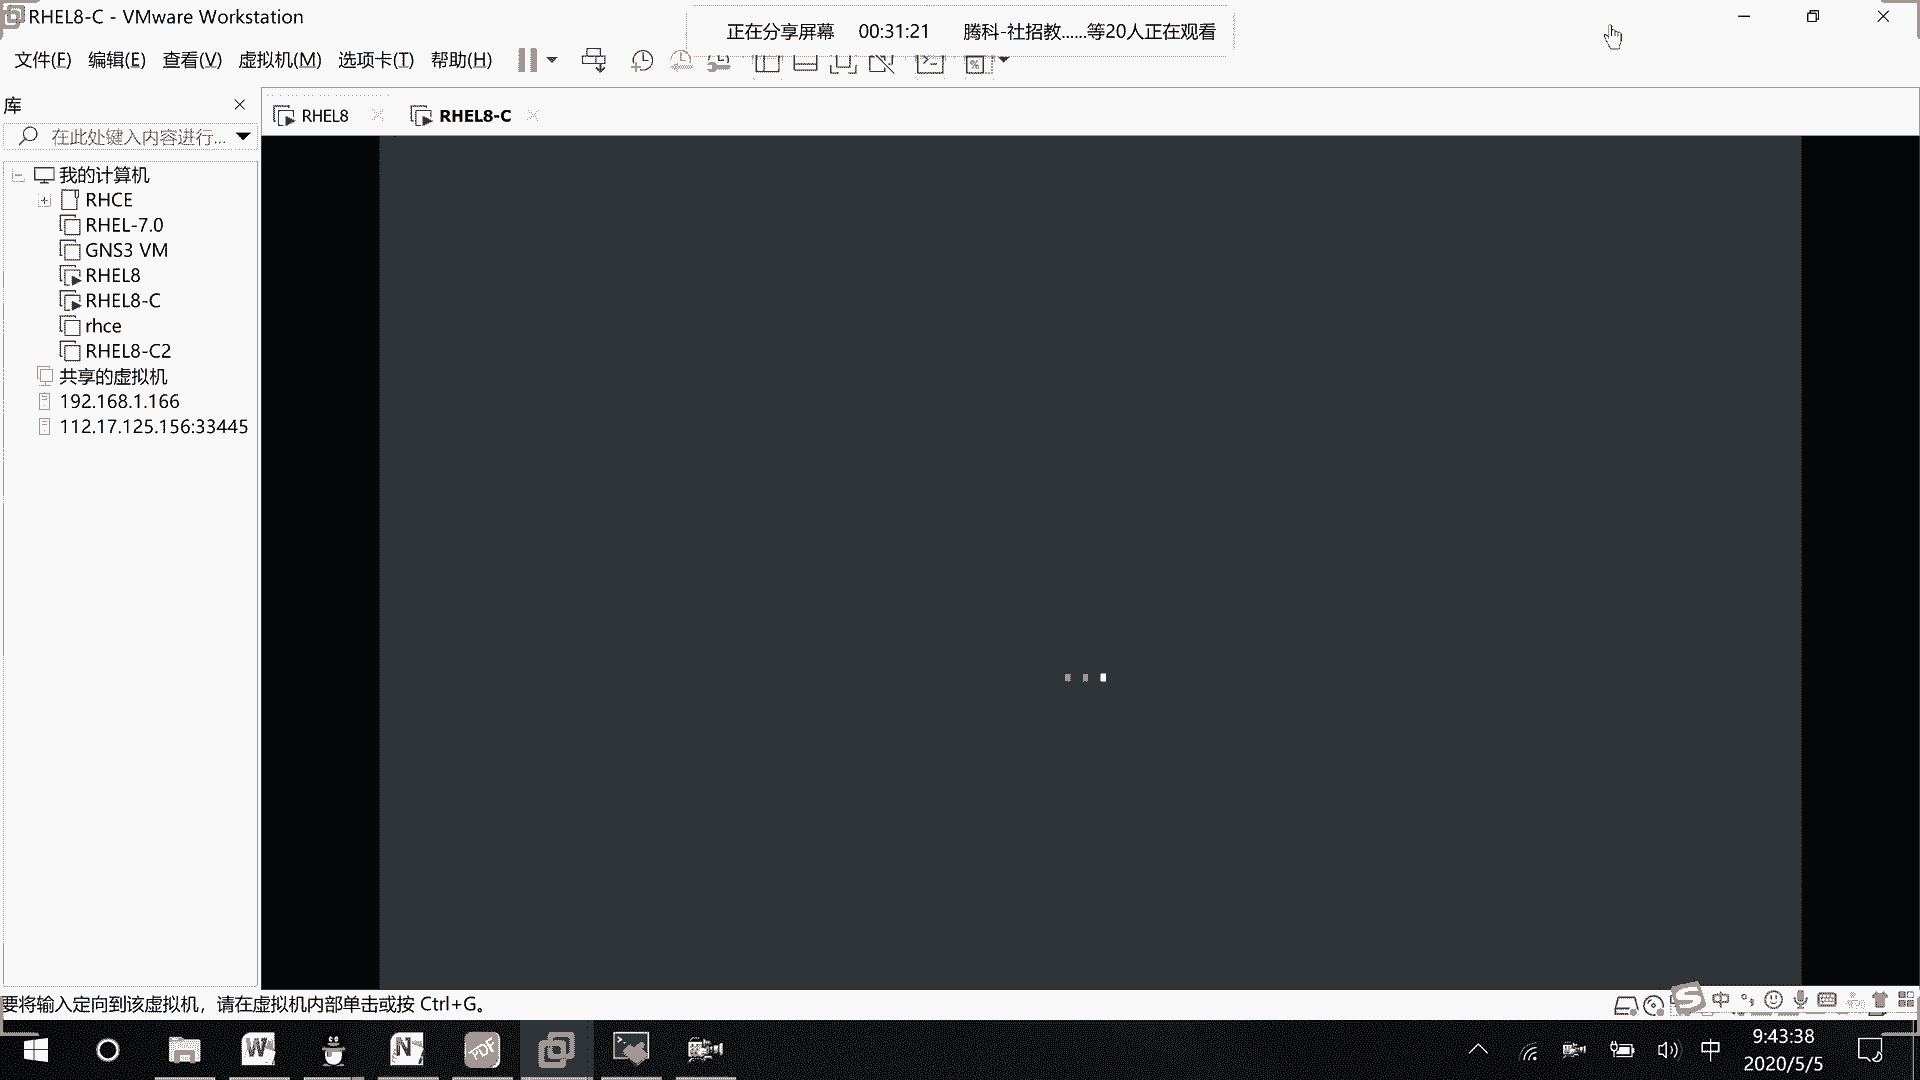 RHEL8-C - VMware Workstation
正在分享屏幕 00:31:21 腾科-社招教......等20人正在观看
文件(F) 编辑(E) 查看(V) 虚拟机(M) 选项卡(T) 帮助(H)
库
RHEL8 RHEL8-C
在此处键入内容进行...
我的计算机
RHCE
RHEL-7.0
GNS3 VM
RHEL8
RHEL8-C
rhce
RHEL8-C2
共享的虚拟机
192.168.1.166
112.17.125.156:33445
要将输入定向到该虚拟机，请在虚拟机内部单击或按 Ctrl+G。
中
9:43:38
中
2020/5/5